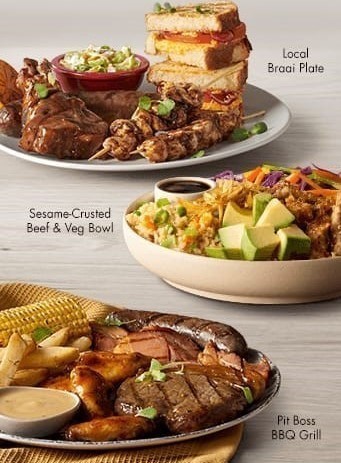 Local
Braai Plate
Sesame-Crusted
Beef & Veg Bowl
Pit Boss
BBQ Grill